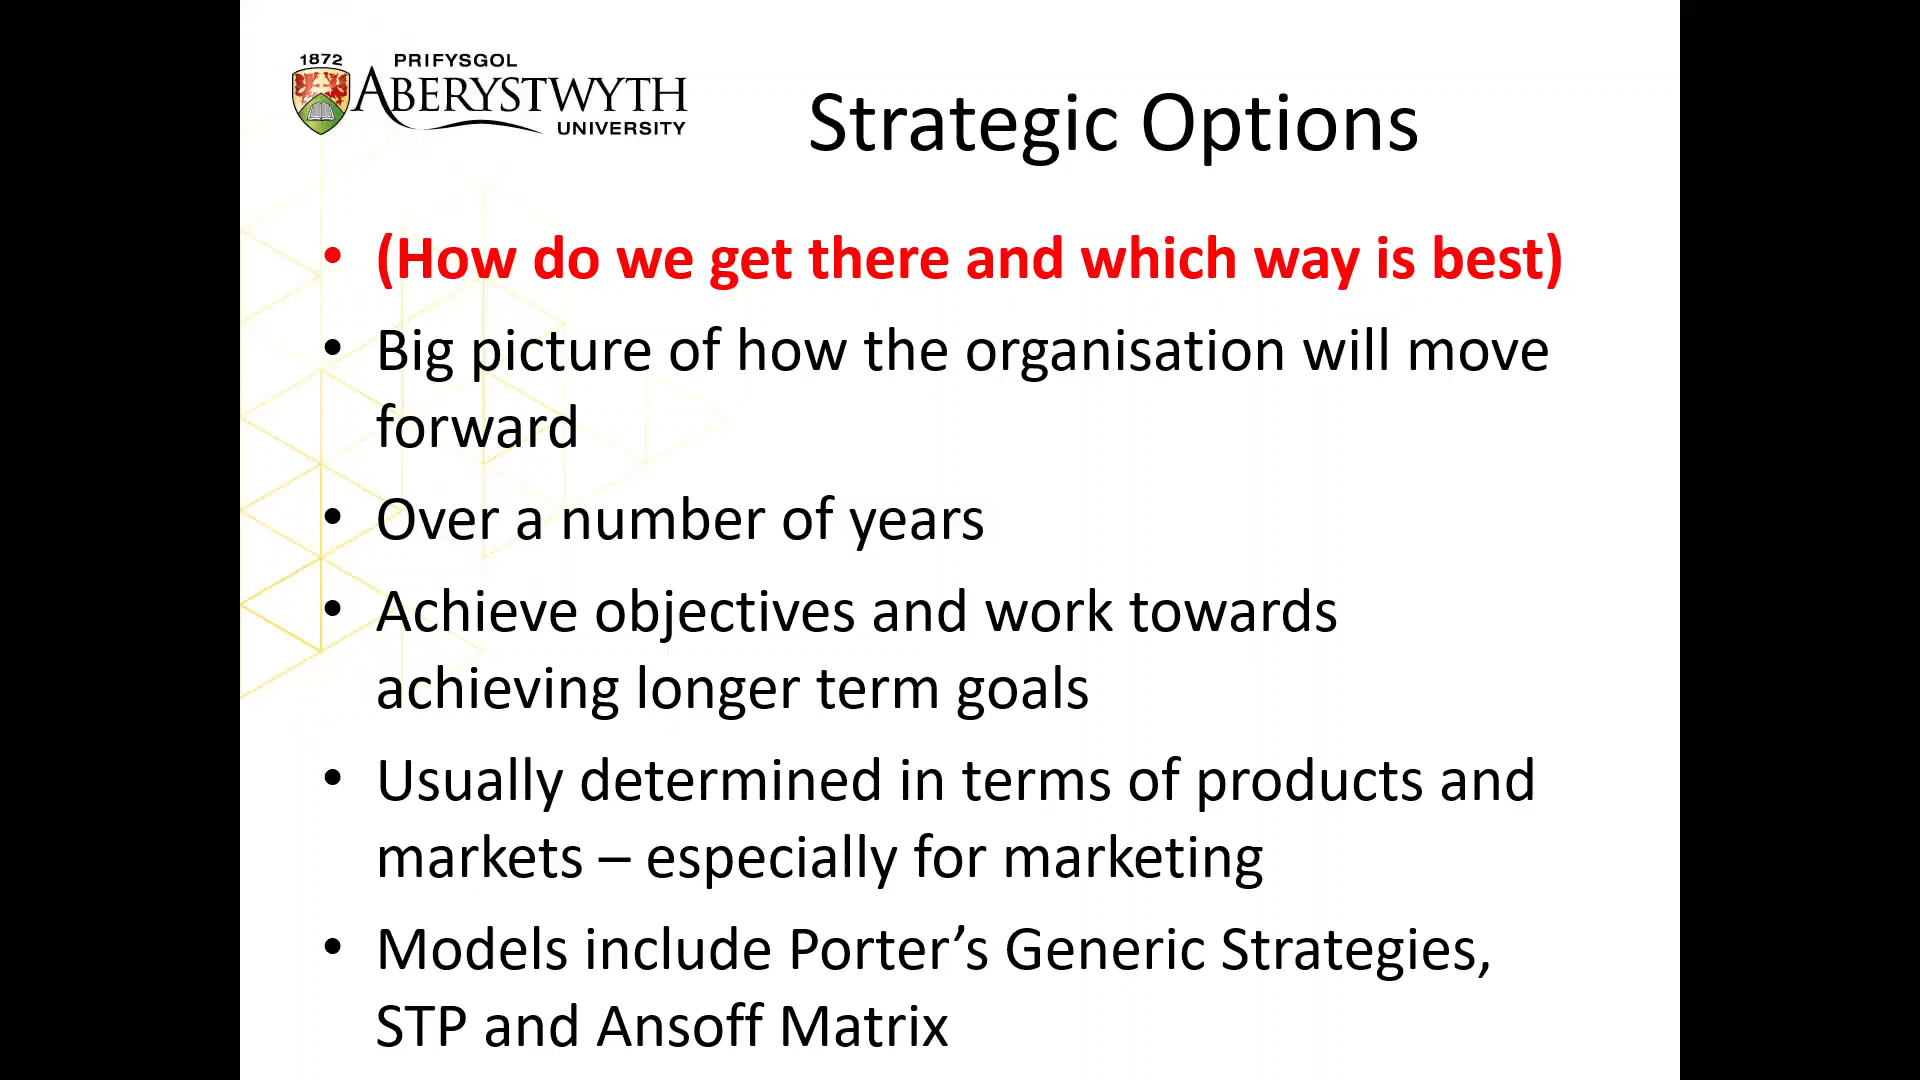 1872
PRIFYSGOL
ABERYSTWYTH
UNIVERSITY
Strategic Options
• (How do we get there and which way is best)
• Big picture of how the organisation will move
forward
• Over a number of years
• Achieve objectives and work towards
achieving longer term goals
• Usually determined in terms of products and
markets – especially for marketing
• Models include Porter’s Generic Strategies,
STP and Ansoff Matrix